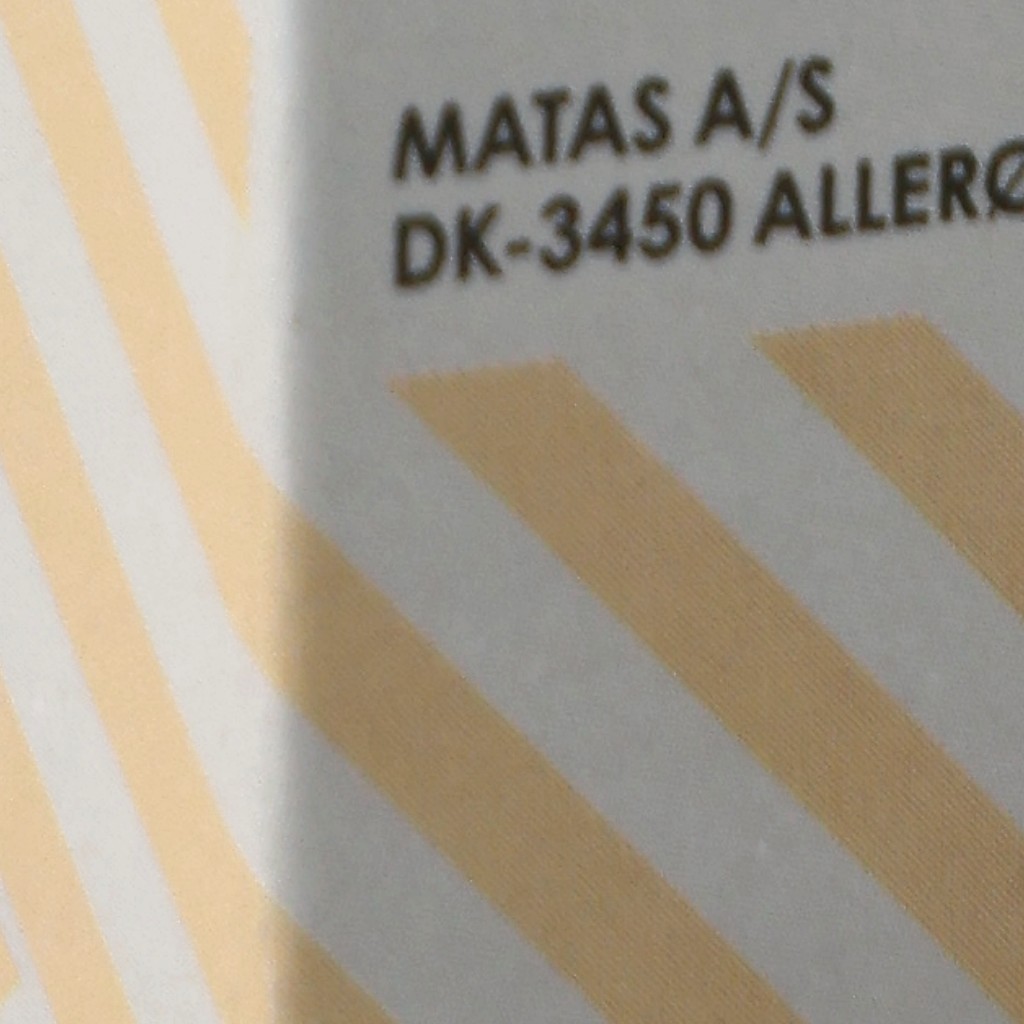 MATAS A/S
DK-3450 ALLERØ